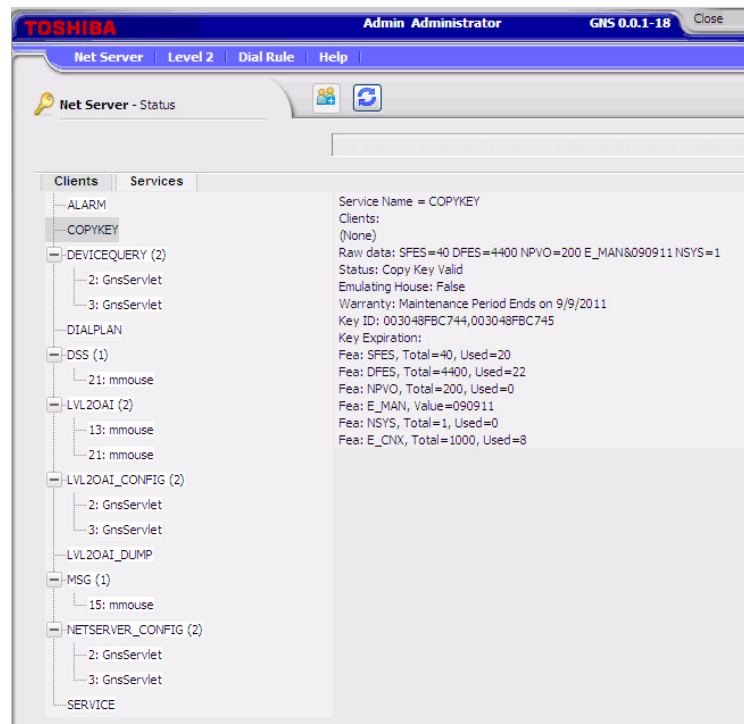 TOSHIBA
Admin Administrator
GNS 0.0.1-18
Close
Net Server Level 2 Dial Rule Help
Net Server - Status
Clients Services
ALARM
COPYKEY
DEVICEQUERY (2)
2: GnsServlet
3: GnsServlet
DIALPLAN
DSS (1)
21: mmouse
LVL2OAI (2)
13: mmouse
21: mmouse
LVL2OAI_CONFIG (2)
2: GnsServlet
3: GnsServlet
LVL2OAI_DUMP
MSG (1)
15: mmouse
NETSERVER_CONFIG (2)
2: GnsServlet
3: GnsServlet
SERVICE
Service Name = COPYKEY
Clients:
(None)
Raw data: SFES=40 DFES=4400 NPVO=200 E_MAN&090911 NSYS=1
Status: Copy Key Valid
Emulating House: False
Warranty: Maintenance Period Ends on 9/9/2011
Key ID: 003048FBC744,003048FBC745
Key Expiration:
Fea: SFES, Total=40, Used=20
Fea: DFES, Total=4400, Used=22
Fea: NPVO, Total=200, Used=0
Fea: E_MAN, Value=090911
Fea: NSYS, Total=1, Used=0
Fea: E_CNX, Total=1000, Used=8